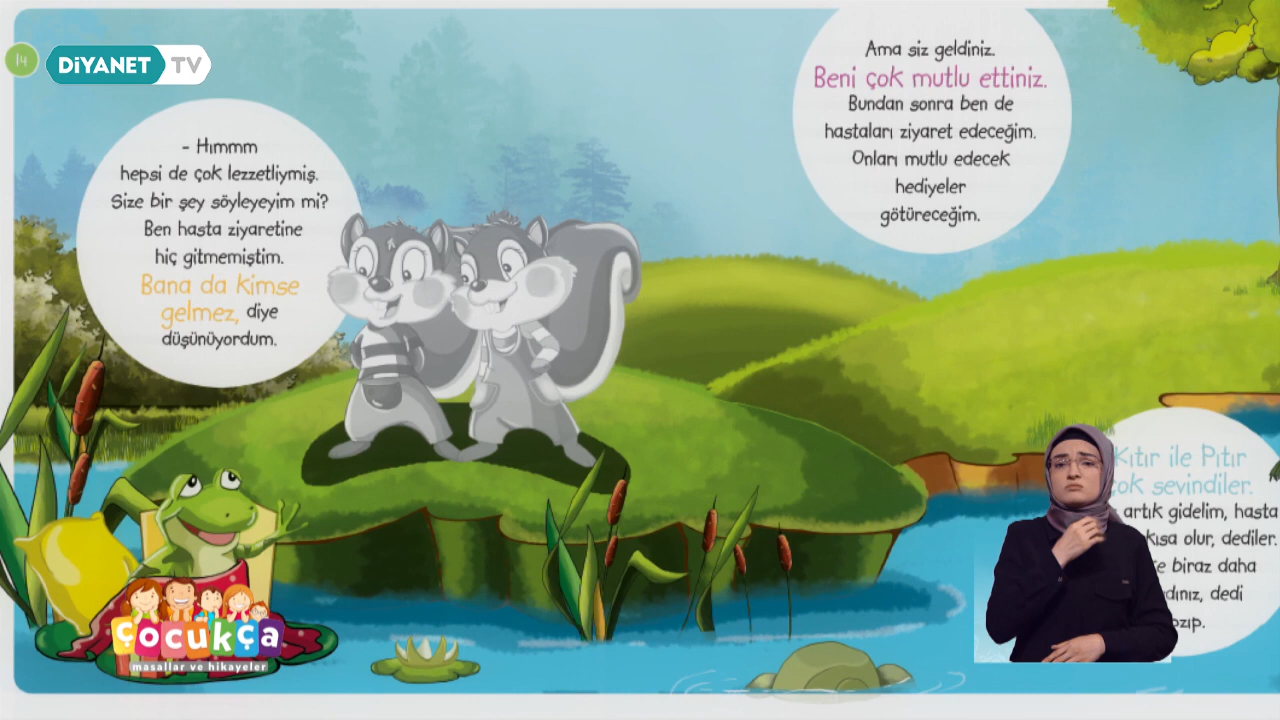 14
DİYANET TV
- Hımmm
hepsi de çok lezzetliymiş.
Size bir şey söyleyeyim mi?
Ben hasta ziyaretine
hiç gitmemiştim.
Bana da kimse
gelmez, diye
düşünüyordum.
Ama siz geldiniz.
Beni çok mutlu ettiniz.
Bundan sonra ben de
hastaları ziyaret edeceğim.
Onları mutlu edecek
hediyeler
götüreceğim.
Kıtır ile Pıtır
çok sevindiler.
artık gidelim, hasta
kısa olur, dediler.
biraz daha
dedi
çocukça
masallar ve hikayeler